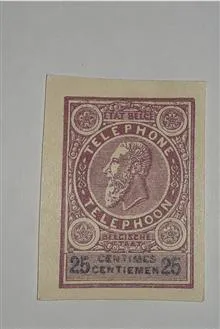 ETAT BELGE
TELEPHONE
TELEPHOON
BELGISCHE
STAAT
25 CENTIMES 25
CENTIEMEN